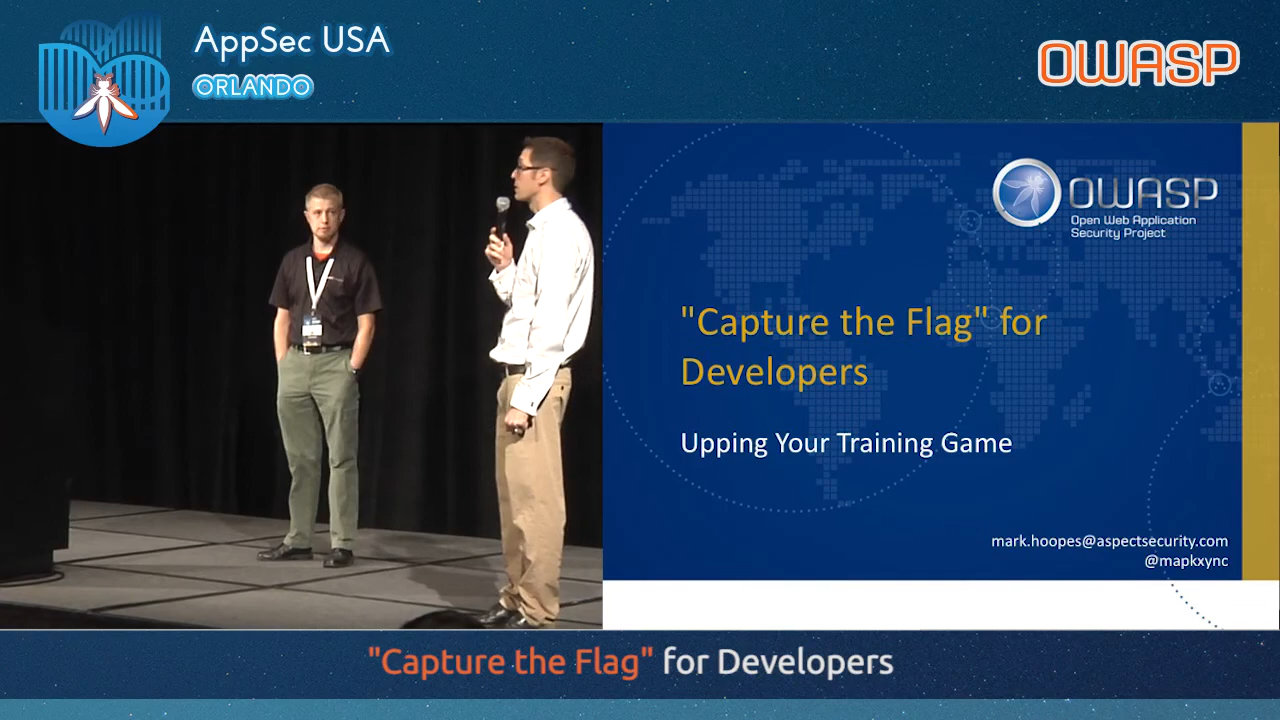 AppSec USA
ORLANDO
OWASP
OWASP
Open Web Application
Security Project
"Capture the Flag" for
Developers
Upping Your Training Game
mark.hoopes@aspectsecurity.com
@mapkxync
"Capture the Flag" for Developers